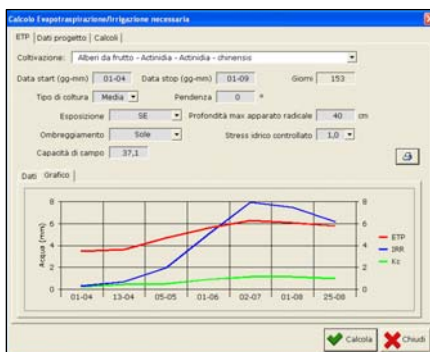 Calcolo Evapotraspirazione/Irrigazione necessaria
ETP Dati progetto Calcoli
Coltivazione: Alberi da frutto - Actinidia - Actinidia - chinensis
Data start (gg-mm) 01-04 Data stop (gg-mm) 01-09 Giorni 153
Tipo di coltura Media Pendenza 0 °
Esposizione SE Profondità max apparato radicale 40 cm
Ombreggiamento Sole Stress idrico controllato 1,0
Capacità di campo 37,1
Dati Grafico
8 8
6 6
4 4
2 2
0 0
Acqua (mm)
ETP
IRR
Kc
01-04 13-04 05-05 01-06 02-07 01-08 25-08
Calcola Chiudi